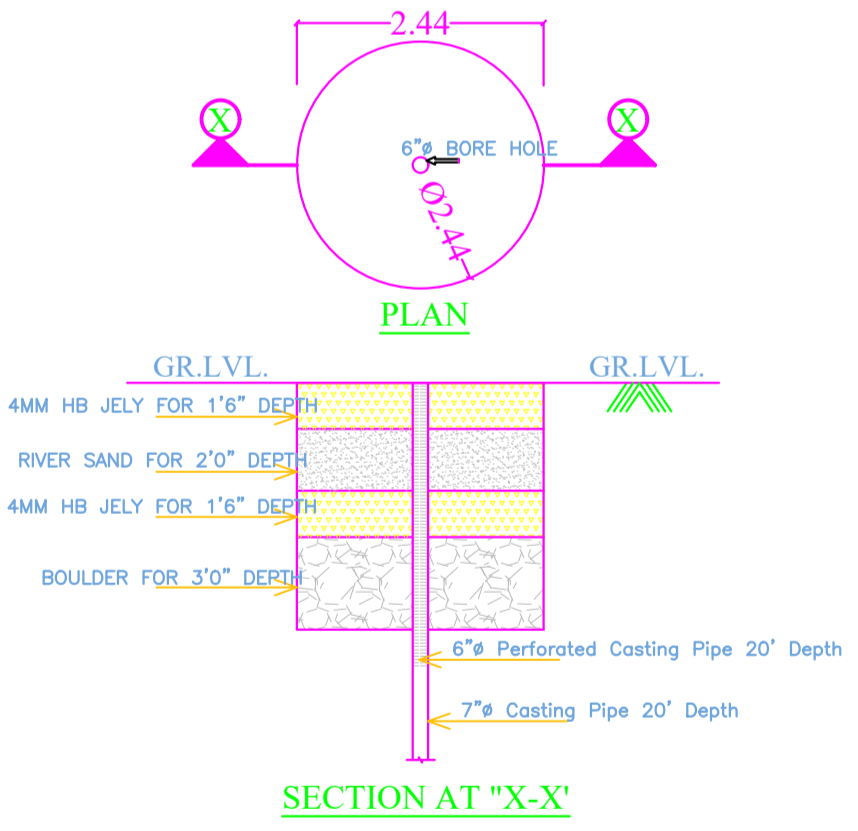 2.44
X
X
6"ø BORE HOLE
Ø2.44
PLAN
GR.LVL.
GR.LVL.
4MM HB JELY FOR 1'6" DEPTH
RIVER SAND FOR 2'0" DEPTH
4MM HB JELY FOR 1'6" DEPTH
BOULDER FOR 3'0" DEPTH
6"ø Perforated Casting Pipe 20' Depth
7"ø Casting Pipe 20' Depth
SECTION AT "X-X'